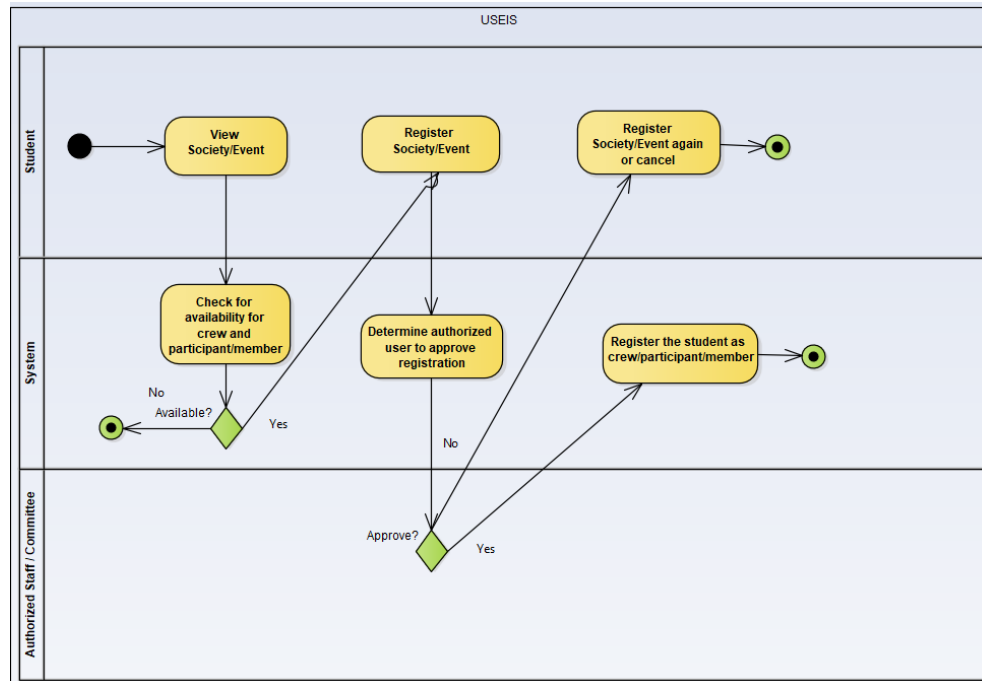 USEIS
Student
View
Society/Event
Register
Society/Event
Register
Society/Event again
or cancel
System
Check for
availability for
crew and
participant/member
Determine authorized
user to approve
registration
Register the student as
crew/participant/member
No
Available?
Yes
No
Authorized Staff / Committee
Approve?
Yes